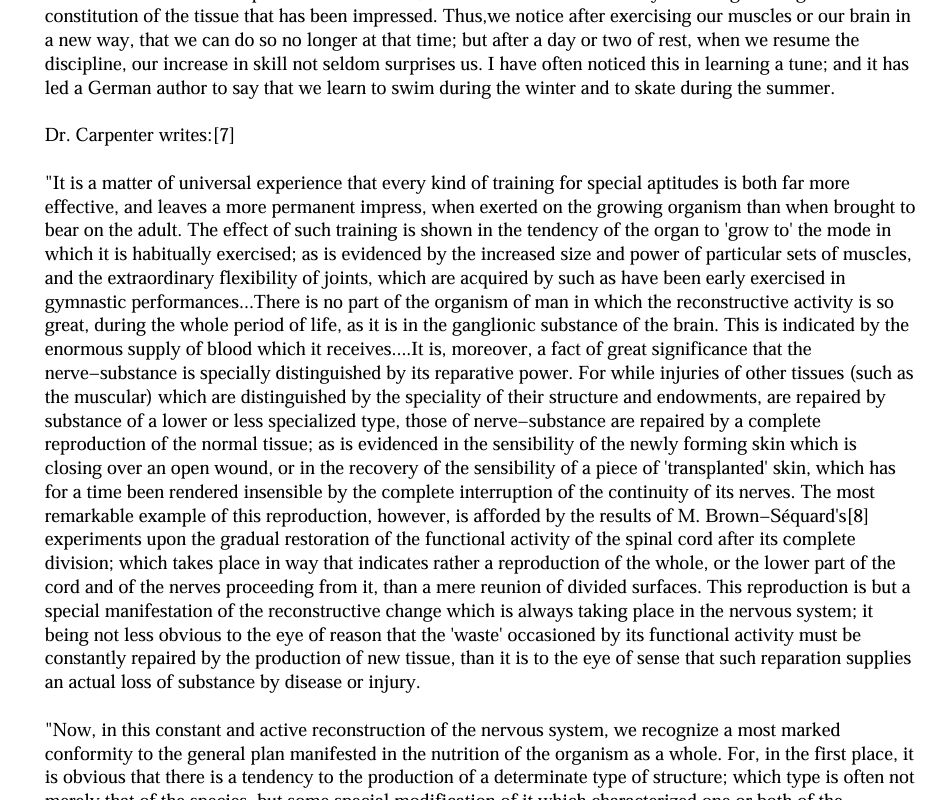 constitution of the tissue that has been impressed. Thus,we notice after exercising our muscles or our brain in
a new way, that we can do so no longer at that time; but after a day or two of rest, when we resume the
discipline, our increase in skill not seldom surprises us. I have often noticed this in learning a tune; and it has
led a German author to say that we learn to swim during the winter and to skate during the summer.
Dr. Carpenter writes:[7]
"It is a matter of universal experience that every kind of training for special aptitudes is both far more
effective, and leaves a more permanent impress, when exerted on the growing organism than when brought to
bear on the adult. The effect of such training is shown in the tendency of the organ to 'grow to' the mode in
which it is habitually exercised; as is evidenced by the increased size and power of particular sets of muscles,
and the extraordinary flexibility of joints, which are acquired by such as have been early exercised in
gymnastic performances...There is no part of the organism of man in which the reconstructive activity is so
great, during the whole period of life, as it is in the ganglionic substance of the brain. This is indicated by the
enormous supply of blood which it receives....It is, moreover, a fact of great significance that the
nerve−substance is specially distinguished by its reparative power. For while injuries of other tissues (such as
the muscular) which are distinguished by the speciality of their structure and endowments, are repaired by
substance of a lower or less specialized type, those of nerve−substance are repaired by a complete
reproduction of the normal tissue; as is evidenced in the sensibility of the newly forming skin which is
closing over an open wound, or in the recovery of the sensibility of a piece of 'transplanted' skin, which has
for a time been rendered insensible by the complete interruption of the continuity of its nerves. The most
remarkable example of this reproduction, however, is afforded by the results of M. Brown−Séquard's[8]
experiments upon the gradual restoration of the functional activity of the spinal cord after its complete
division; which takes place in way that indicates rather a reproduction of the whole, or the lower part of the
cord and of the nerves proceeding from it, than a mere reunion of divided surfaces. This reproduction is but a
special manifestation of the reconstructive change which is always taking place in the nervous system; it
being not less obvious to the eye of reason that the 'waste' occasioned by its functional activity must be
constantly repaired by the production of new tissue, than it is to the eye of sense that such reparation supplies
an actual loss of substance by disease or injury.
"Now, in this constant and active reconstruction of the nervous system, we recognize a most marked
conformity to the general plan manifested in the nutrition of the organism as a whole. For, in the first place, it
is obvious that there is a tendency to the production of a determinate type of structure; which type is often not
merely that of the species, but some special modification of it which characterized one or both of the